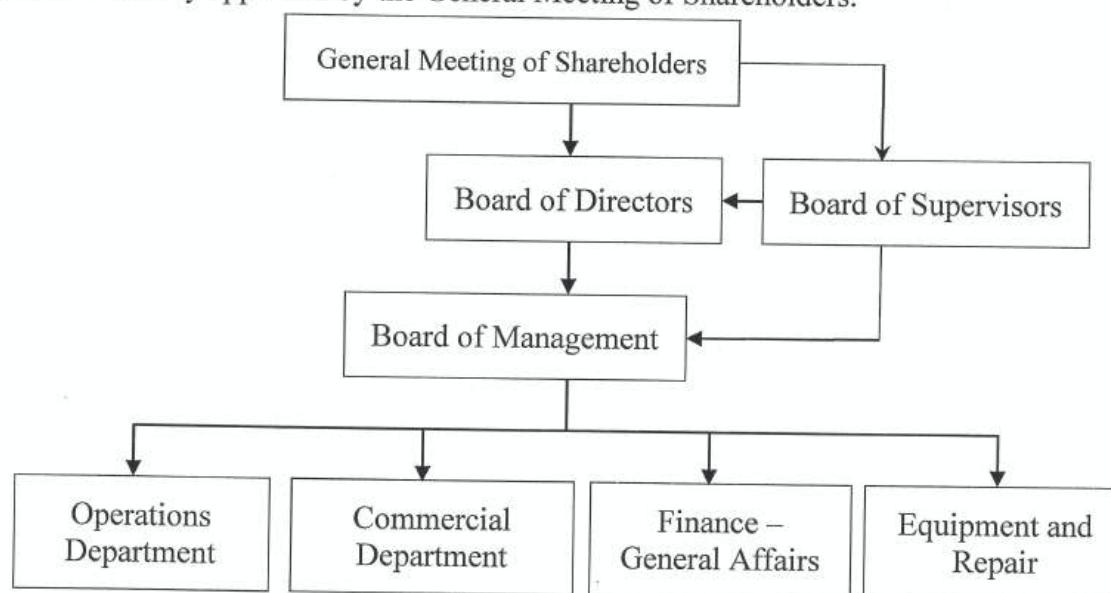 by the General Meeting of Shareholders.
General Meeting of Shareholders
Board of Directors
Board of Supervisors
Board of Management
Operations
Department
Commercial
Department
Finance –
General Affairs
Equipment and
Repair